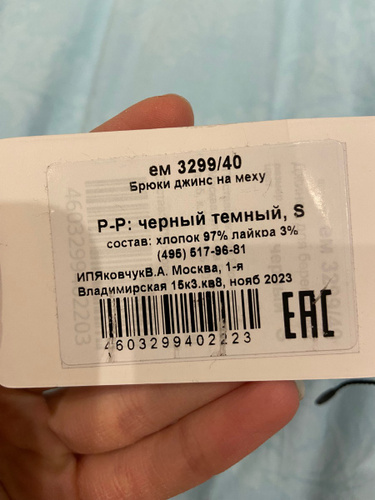 ем 3299/40
Брюки джинс на меху
Р-Р: черный темный, S
состав: хлопок 97% лайкра 3%
(495) 517-96-81
ИПЯковчукВ.А. Москва, 1-я
Владимирская 15к3.кв8, нояб 2023
EAC
4603299402223